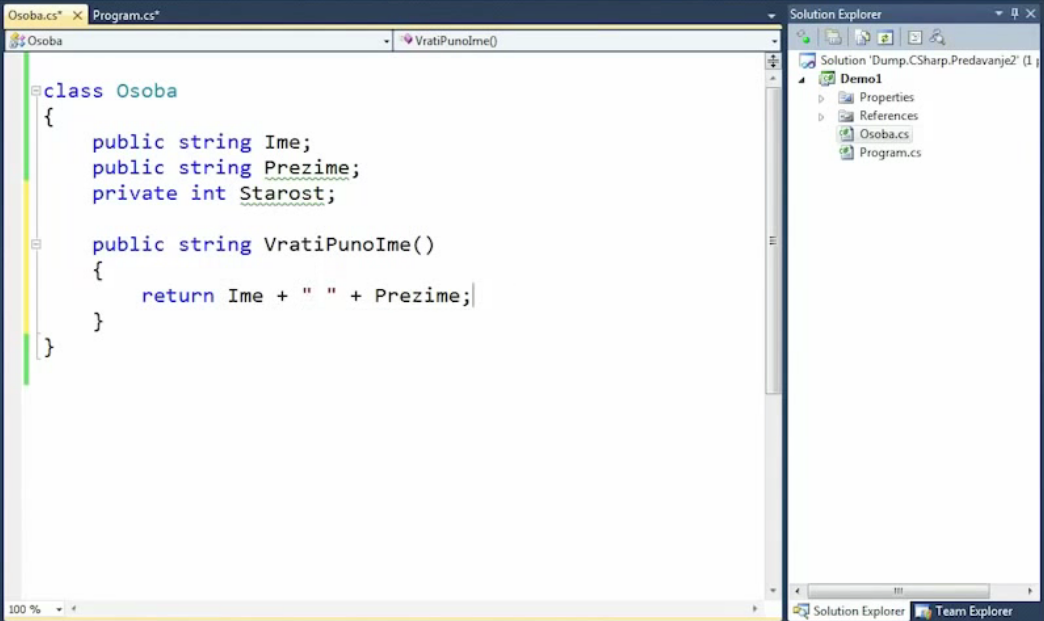 Osoba.cs* Program.cs*
Osoba VratiPunoIme()
class Osoba
{
public string Ime;
public string Prezime;
private int Starost;
public string VratiPunoIme()
{
return Ime + " " + Prezime;
}
}
100 %
Solution Explorer
Solution 'Dump.CSharp.Predavanje2' (1 p
Demo1
Properties
References
Osoba.cs
Program.cs
Solution Explorer Team Explorer